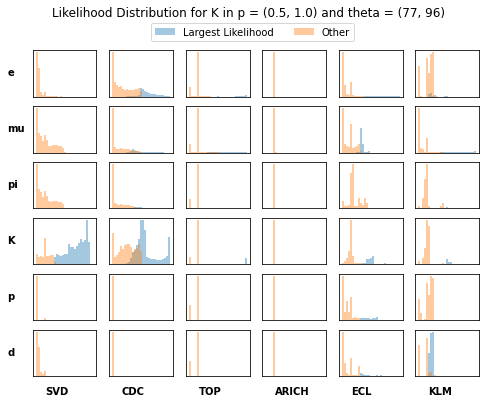 Likelihood Distribution for K in p = (0.5, 1.0) and theta = (77, 96)
Largest Likelihood Other
e
mu
pi
K
p
d
SVD CDC TOP ARICH ECL KLM